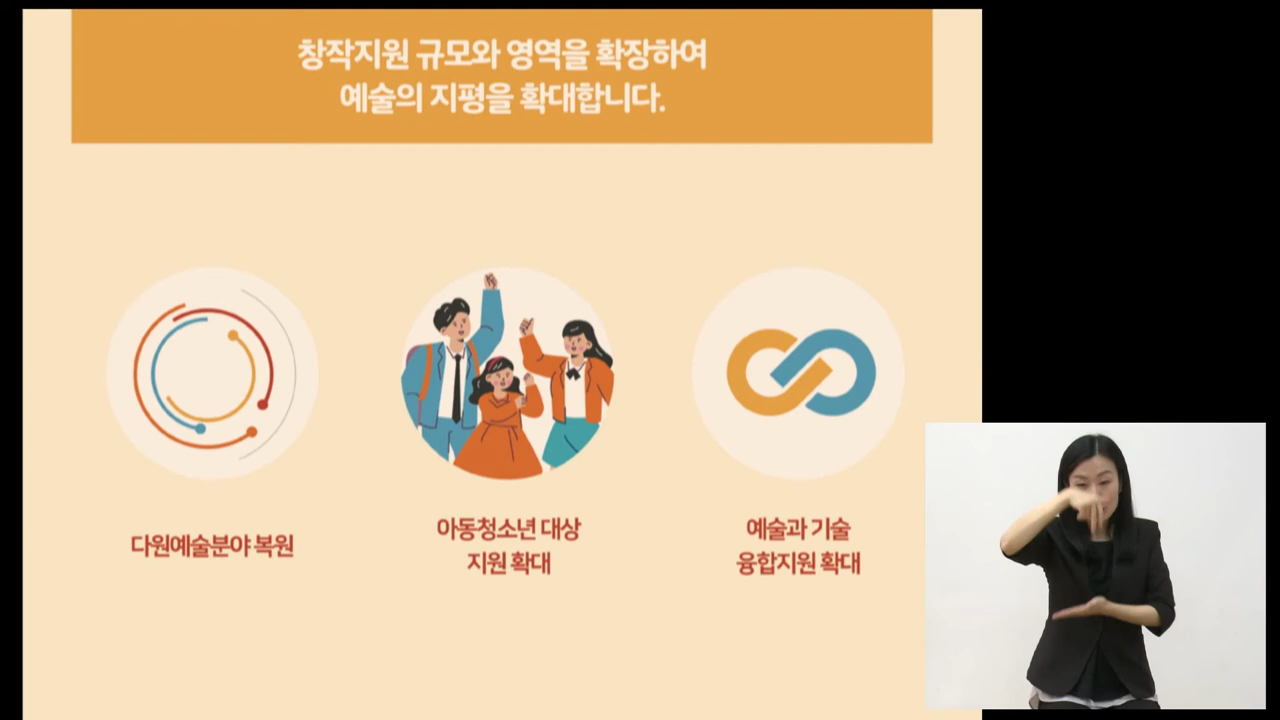 창작지원 규모와 영역을 확장하여
예술의 지평을 확대합니다.
다원예술분야 복원
아동청소년 대상
지원 확대
예술과 기술
융합지원 확대